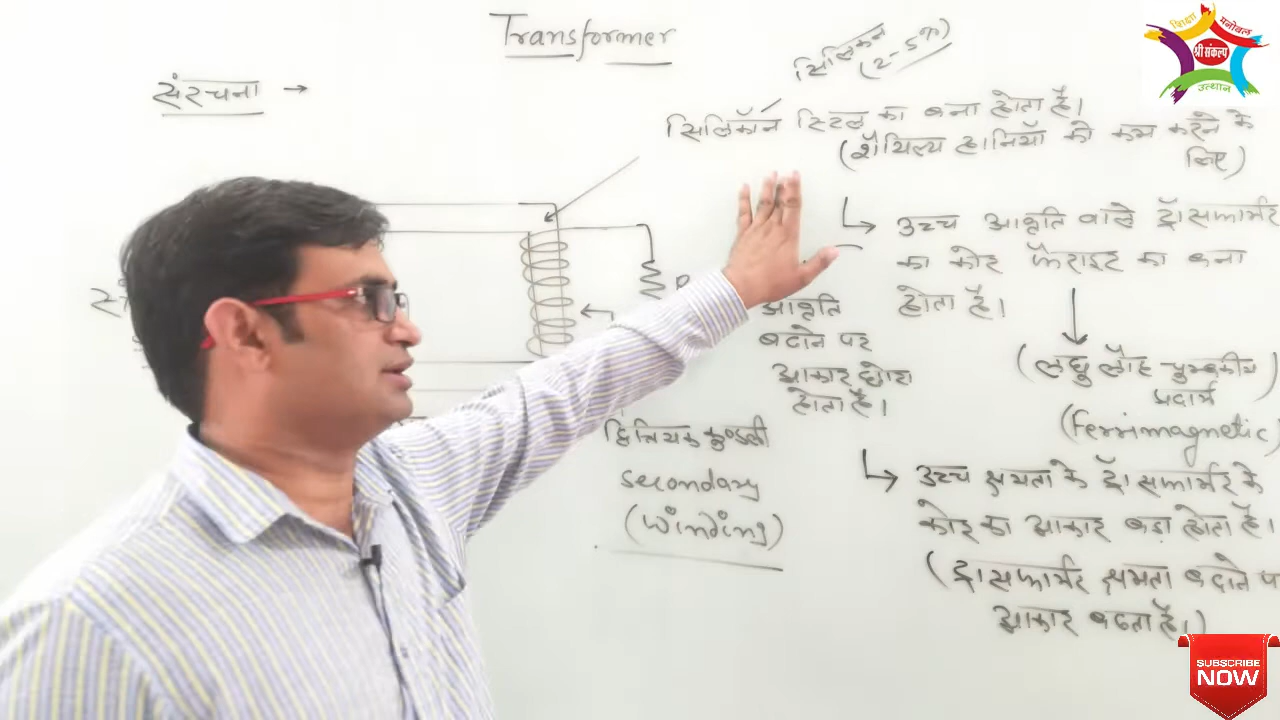 Transformer
संरचना →
सिलिकन
(2-5%)
सिलिकॉन स्टिल का बना होता है।
(शैथिल्य हानियाँ को कम करने के
लिए)
उच्च आवृति वाले ट्रॉसफार्मर
का कोर फैराइट का बना
होता है।
आवृति
बढाने पर
आकार छोटा
होता है।
(लघु लौह चुम्बकीय
पदार्थ
(ferrimagnetic)
द्वितियक कुण्डली
secondary
(winding)
उच्च क्षमता के ट्रॉसफार्मर के
कोर का आकार बड़ा होता है।
(ट्रॉसफार्मर क्षमता बढाने प
आकार बढता है।)
शिक्षा
मनोबल
श्री संकल्प
उत्थान
SUBSCRIBE
NOW